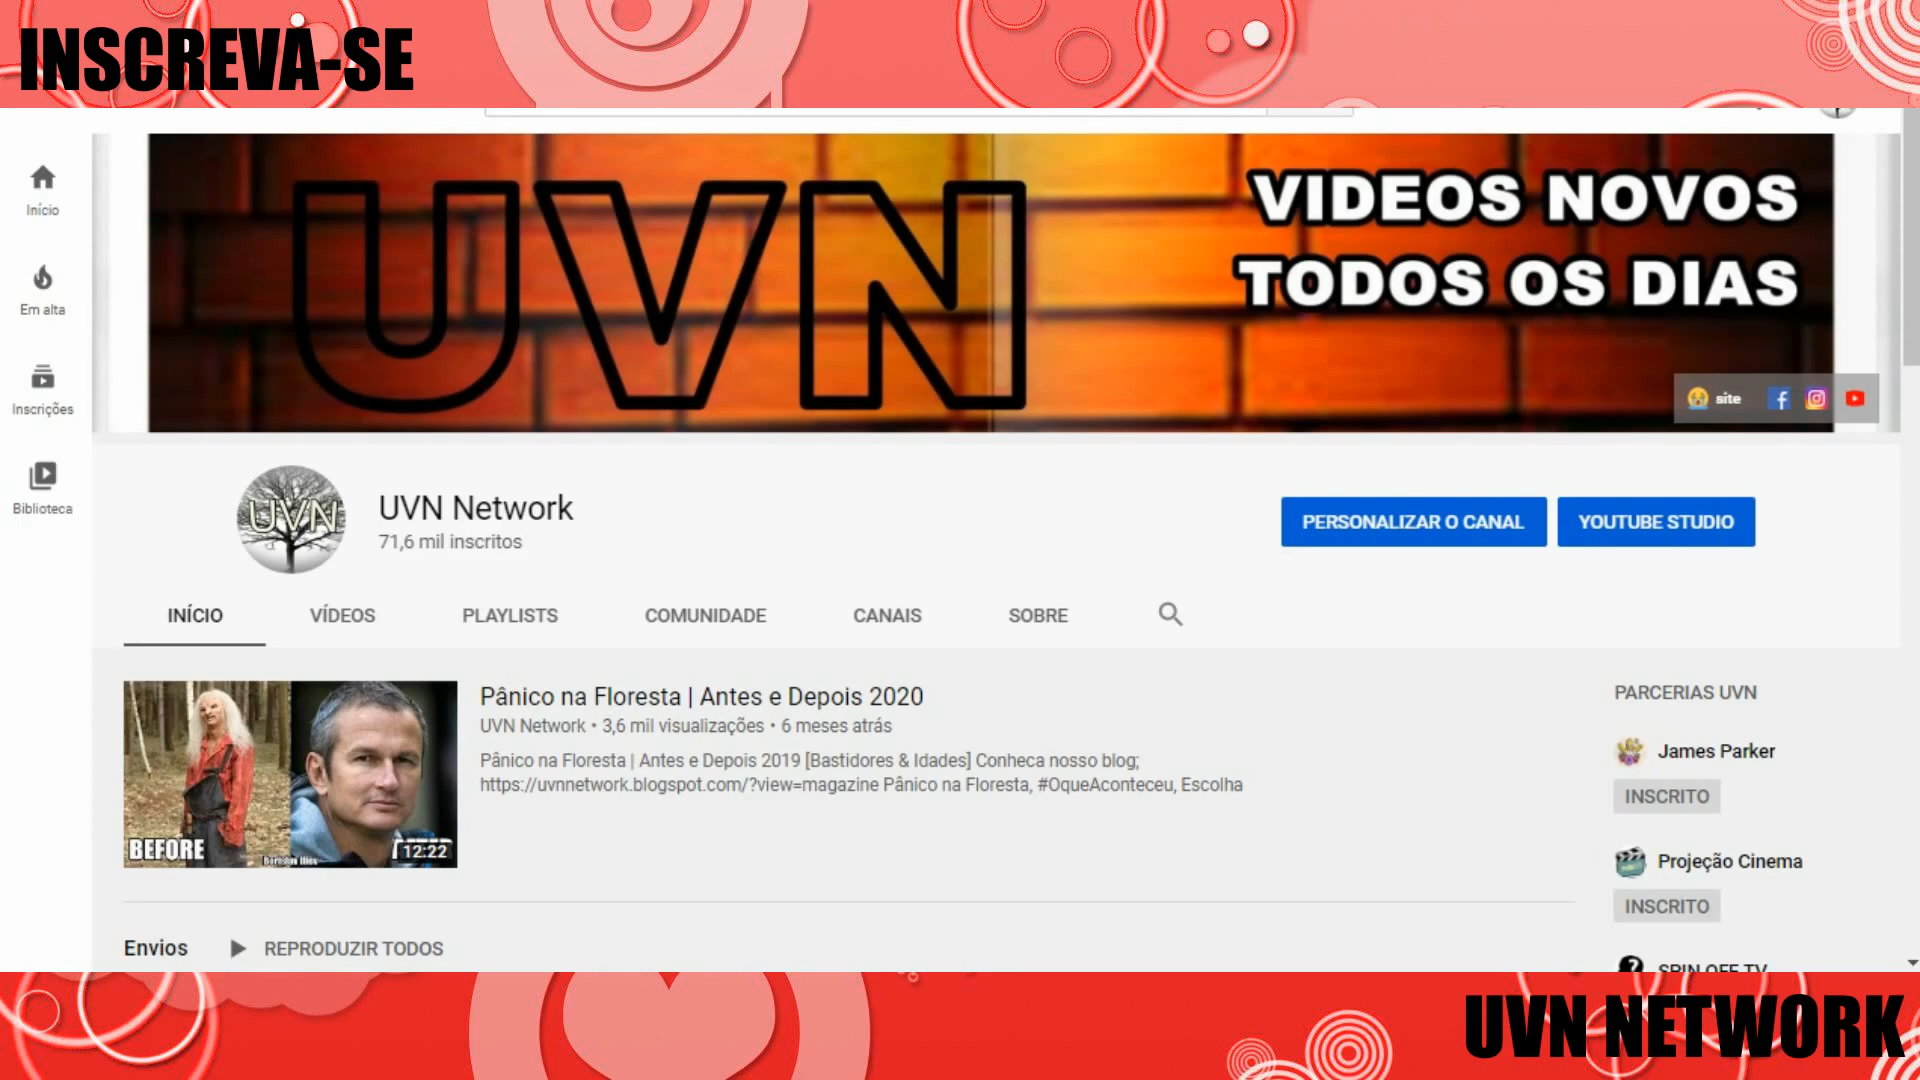 INSCREVA-SE
UVN
VIDEOS NOVOS
TODOS OS DIAS
site
Início
Em alta
Inscrições
Biblioteca
UVN
UVN Network
71,6 mil inscritos
PERSONALIZAR O CANAL
YOUTUBE STUDIO
INÍCIO
VÍDEOS
PLAYLISTS
COMUNIDADE
CANAIS
SOBRE
BEFORE
12:22
Pânico na Floresta | Antes e Depois 2020
UVN Network • 3,6 mil visualizações • 6 meses atrás
Pânico na Floresta | Antes e Depois 2019 [Bastidores & Idades] Conheca nosso blog;
https://uvnnetwork.blogspot.com/?view=magazine Pânico na Floresta, #OqueAconteceu, Escolha
PARCERIAS UVN
James Parker
INSCRITO
Projeção Cinema
INSCRITO
SPIN OFF TV
Envios
REPRODUZIR TODOS
UVN NETWORK